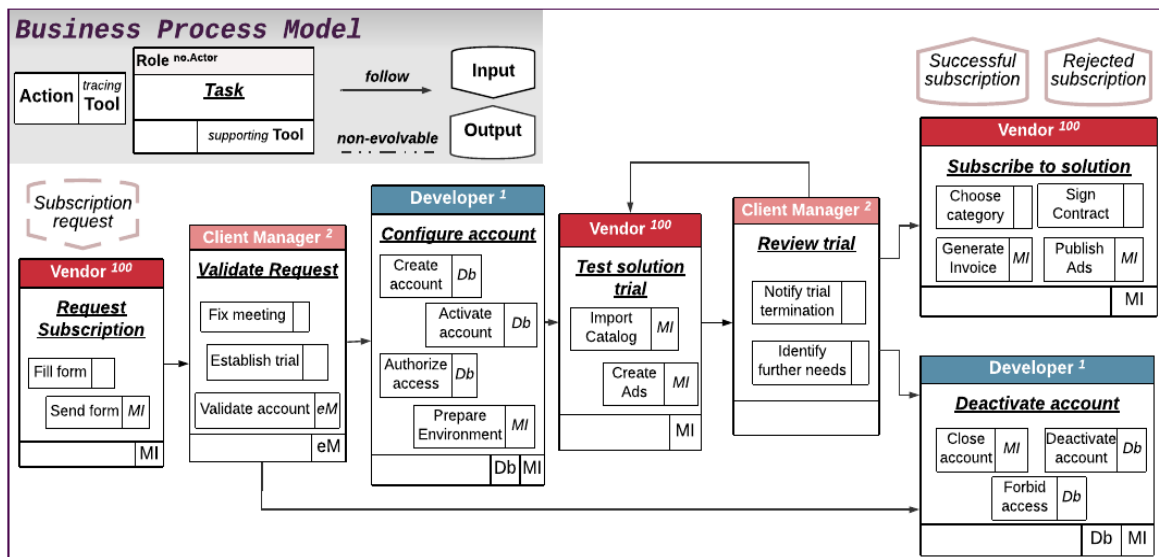 Business Process Model
Action
tracing
Tool
Role no.Actor
Task
supporting Tool
follow
non-evolvable
Input
Output
Subscription
request
Vendor 100
Request
Subscription
Fill form
Send form
MI
MI
Client Manager 2
Validate Request
Fix meeting
Establish trial
Validate account
eM
eM
Developer 1
Configure account
Create
account
Db
Activate
account
Db
Authorize
access
Db
Prepare
Environment
MI
Db
MI
Vendor 100
Test solution
trial
Import
Catalog
MI
Create
Ads
MI
MI
Client Manager 2
Review trial
Notify trial
termination
Identify
further needs
Successful
subscription
Rejected
subscription
Vendor 100
Subscribe to solution
Choose
category
Sign
Contract
Generate
Invoice
MI
Publish
Ads
MI
MI
Developer 1
Deactivate account
Close
account
MI
Deactivate
account
Db
Forbid
access
Db
Db
MI